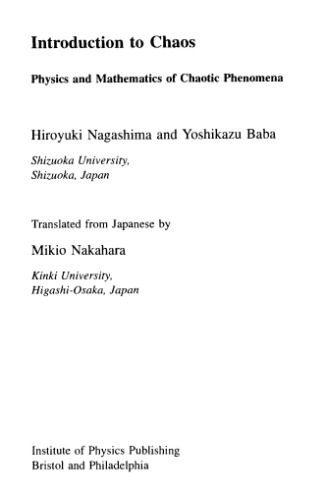 Introduction to Chaos
Physics and Mathematics of Chaotic Phenomena
Hiroyuki Nagashima and Yoshikazu Baba
Shizuoka University,
Shizuoka, Japan
Translated from Japanese by
Mikio Nakahara
Kinki University,
Higashi-Osaka, Japan
Institute of Physics Publishing
Bristol and Philadelphia